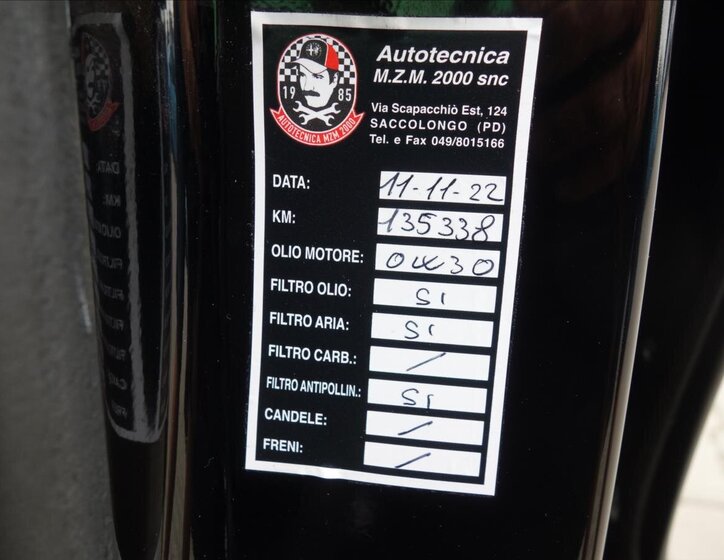 Autotecnica
M.Z.M. 2000 snc
Via Scapacchiò Est, 124
SACCOLONGO (PD)
Tel. e Fax 049/8015166
19 85
AUTOTECNICA MZM 2000
DATA: 11-11-22
KM: 135338
OLIO MOTORE: 0W30
FILTRO OLIO: SI
FILTRO ARIA: SI
FILTRO CARB.: /
FILTRO ANTIPOLLIN.: SI
CANDELE: /
FRENI: /